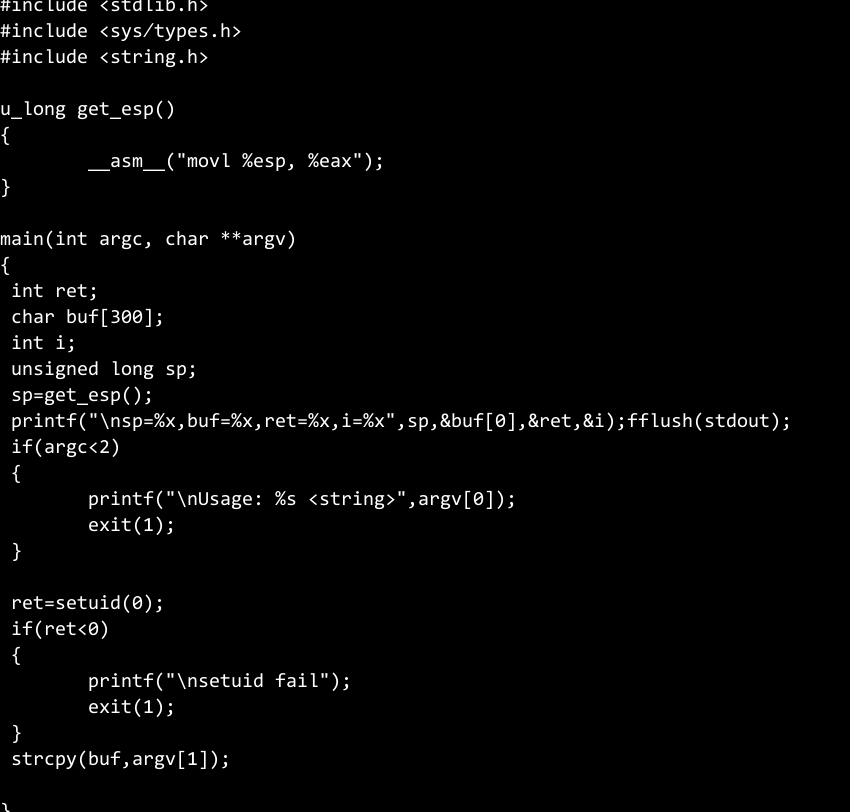 #include <stdlib.h>
#include <sys/types.h>
#include <string.h>

u_long get_esp()
{
        __asm__("movl %esp, %eax");
}

main(int argc, char **argv)
{
 int ret;
 char buf[300];
 int i;
 unsigned long sp;
 sp=get_esp();
 printf("\nsp=%x,buf=%x,ret=%x,i=%x",sp,&buf[0],&ret,&i);fflush(stdout);
 if(argc<2)
 {
        printf("\nUsage: %s <string>",argv[0]);
        exit(1);
 }

 ret=setuid(0);
 if(ret<0)
 {
        printf("\nsetuid fail");
        exit(1);
 }
 strcpy(buf,argv[1]);

}